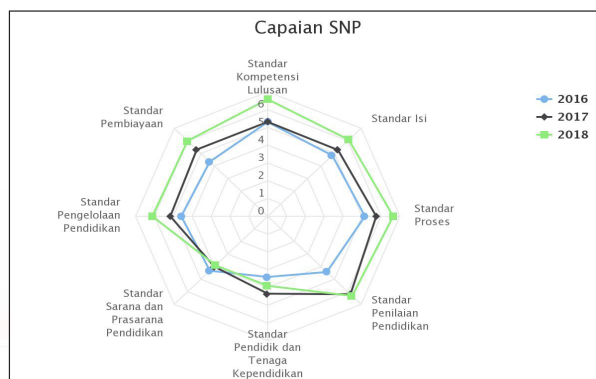 Capaian SNP
Standar
Kompetensi
Lulusan
Standar Isi
Standar
Proses
Standar
Penilaian
Pendidikan
Standar
Pendidik dan
Tenaga
Kependidikan
Standar
Sarana dan
Prasarana
Pendidikan
Standar
Pengelolaan
Pendidikan
Standar
Pembiayaan
6
5
4
3
2
1
0
2016
2017
2018